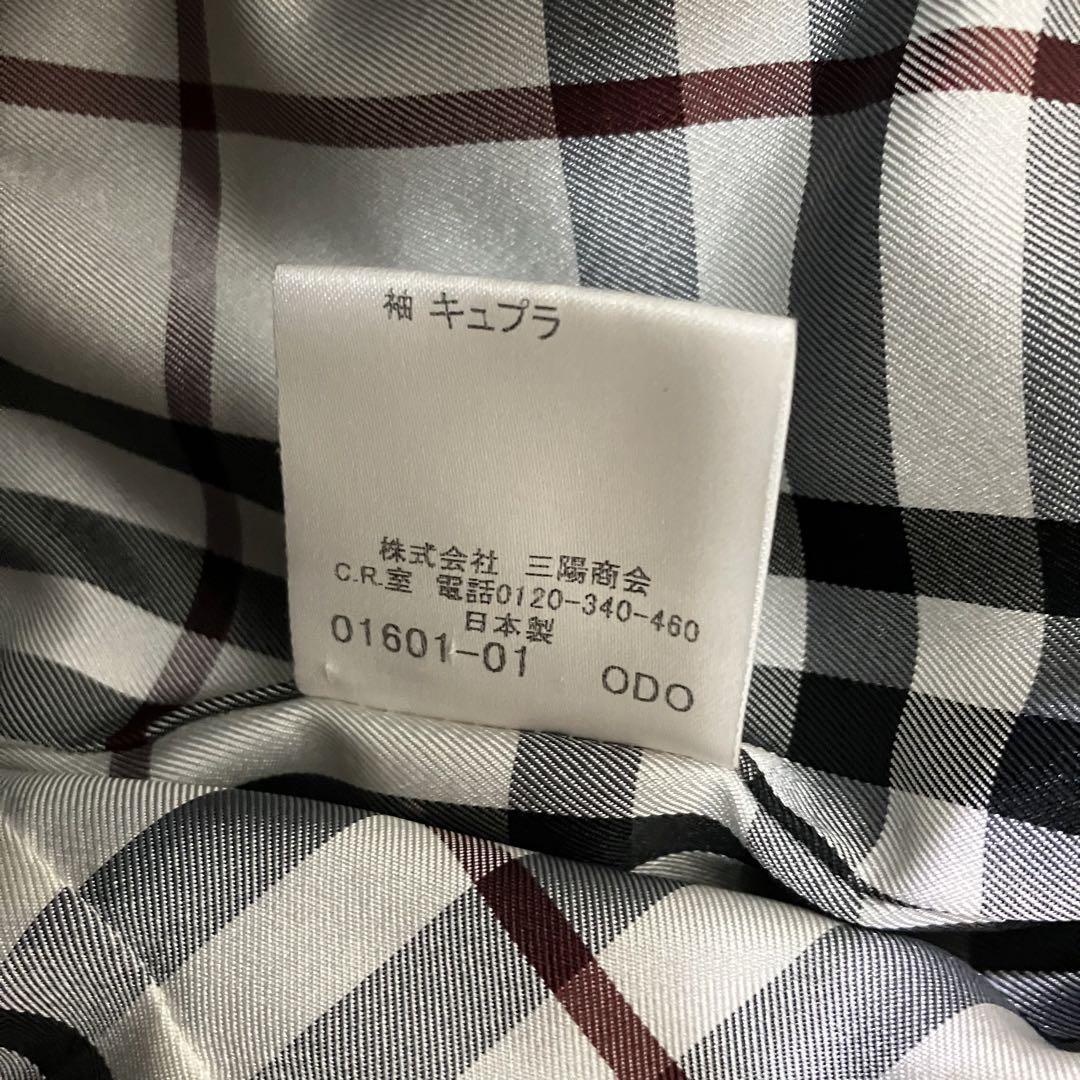 袖 キュプラ
株式会社 三陽商会
C.R.室 電話0120-340-460
日本製
01601-01 ODO